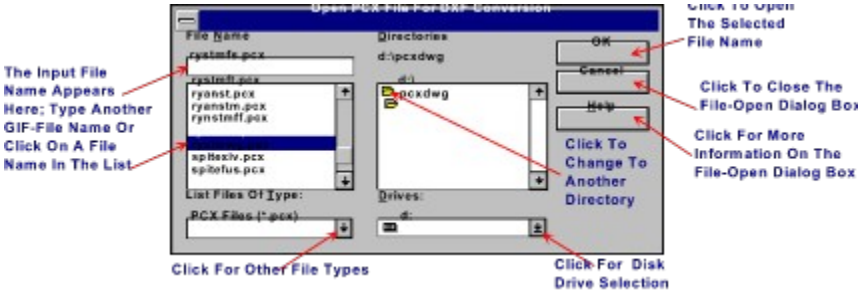 Open PCX File For DXF Conversion
Click To Open
The Selected
File Name
File Name
Directories
OK
rystmfs.pcx
d:\pcxdwg
Cancel
The Input File
Name Appears
Here; Type Another
GIF-File Name Or
Click On A File
Name In The List
rystmft.pcx
ryanst.pcx
ryanstm.pcx
rynstmff.pcx
spitexlv.pcx
spitefus.pcx
d:\
pcxdwg
Help
Click To Close The
File-Open Dialog Box
Click For More
Information On The
File-Open Dialog Box
Click To
Change To
Another
Directory
List Files Of Type:
Drives:
PCX Files (*.pcx)
d:
Click For Other File Types
Click For Disk
Drive Selection